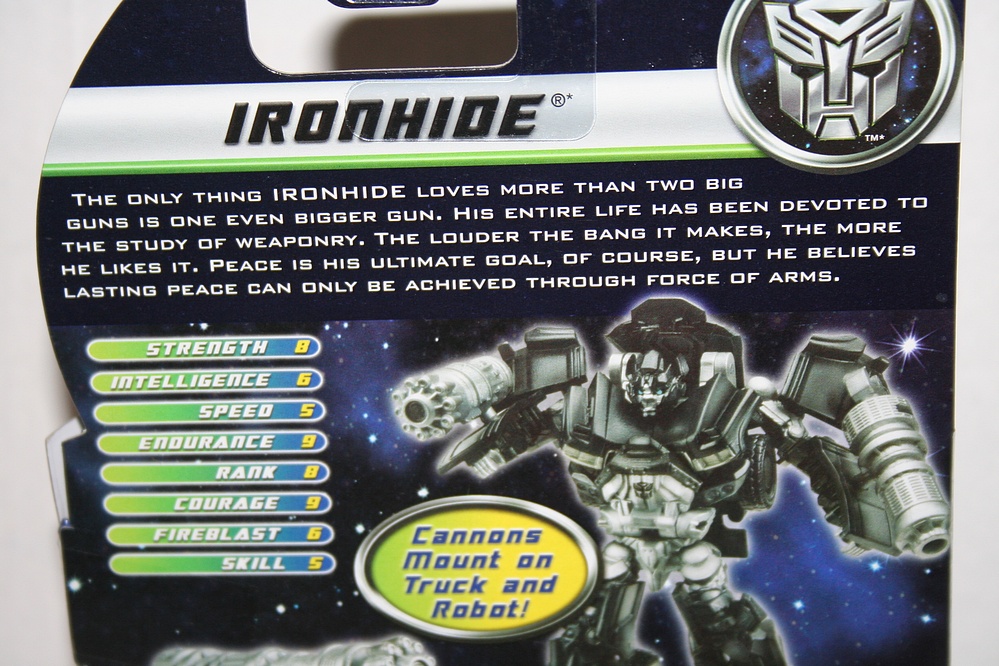 IRONHIDE®*
TM*
THE ONLY THING IRONHIDE LOVES MORE THAN TWO BIG
GUNS IS ONE EVEN BIGGER GUN. HIS ENTIRE LIFE HAS BEEN DEVOTED TO
THE STUDY OF WEAPONRY. THE LOUDER THE BANG IT MAKES, THE MORE
HE LIKES IT. PEACE IS HIS ULTIMATE GOAL, OF COURSE, BUT HE BELIEVES
LASTING PEACE CAN ONLY BE ACHIEVED THROUGH FORCE OF ARMS.
STRENGTH 8
INTELLIGENCE 6
SPEED 5
ENDURANCE 9
RANK 8
COURAGE 9
FIREBLAST 6
SKILL 5
Cannons
Mount on
Truck and
Robot!